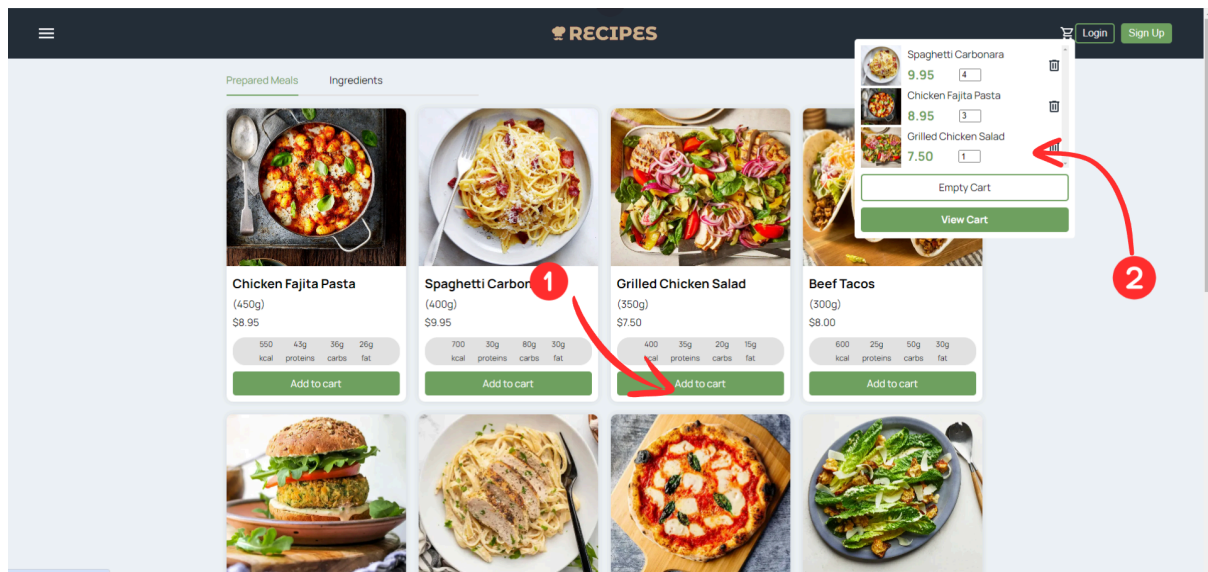 RECIPES
Login
Sign Up
Prepared Meals
Ingredients
Spaghetti Carbonara
9.95
4
Chicken Fajita Pasta
8.95
3
Grilled Chicken Salad
7.50
1
Empty Cart
View Cart
1
2
Chicken Fajita Pasta
(450g)
$8.95
550 43g 36g 26g
kcal proteins carbs fat
Add to cart
Spaghetti Carbon
(400g)
$9.95
700 30g 80g 30g
kcal proteins carbs fat
Add to cart
Grilled Chicken Salad
(350g)
$7.50
400 35g 20g 15g
kcal proteins carbs fat
Add to cart
Beef Tacos
(300g)
$8.00
600 25g 50g 30g
kcal proteins carbs fat
Add to cart